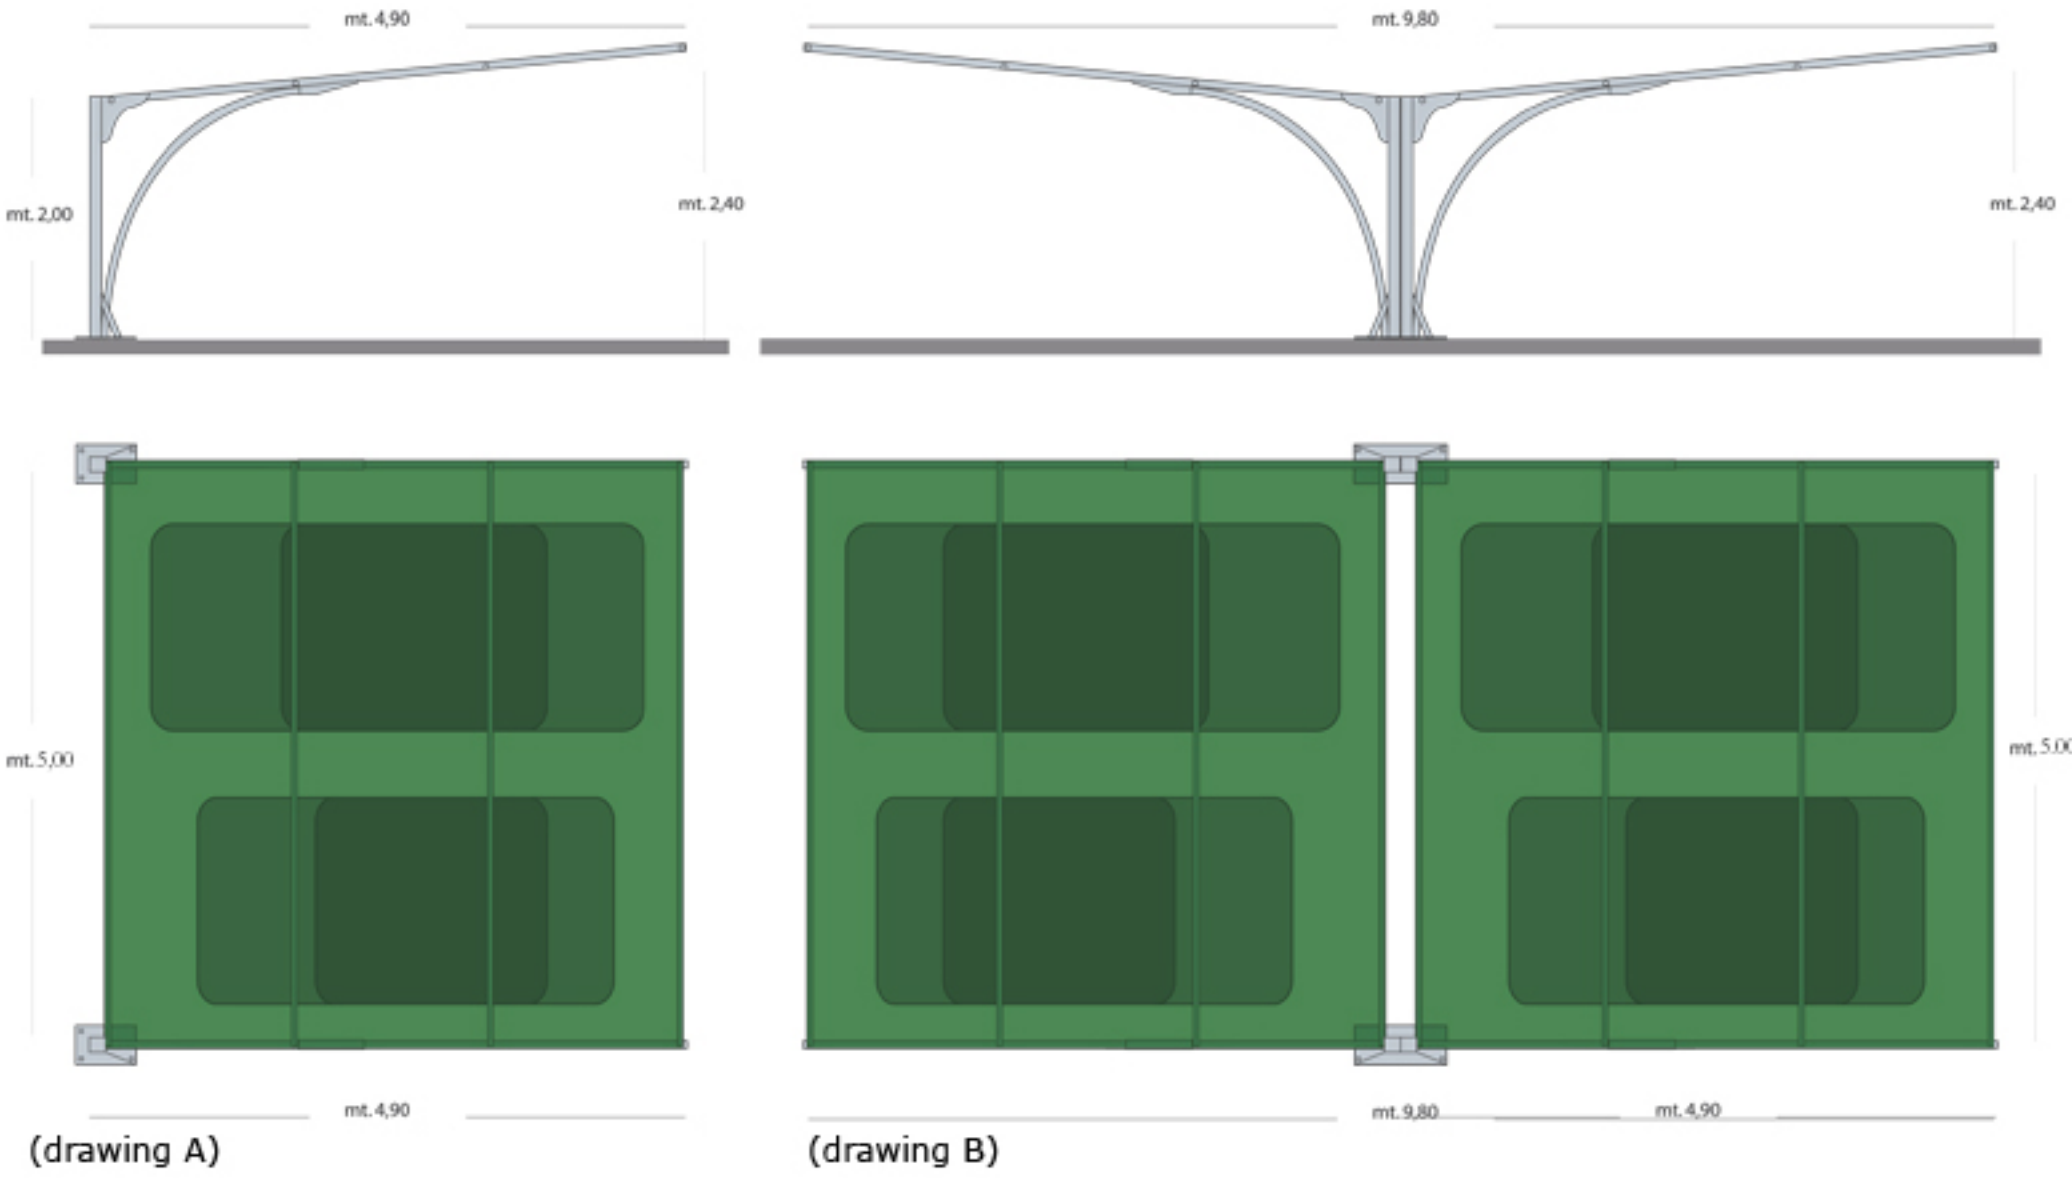 mt. 4,90
mt. 9,80
mt. 2,00
mt. 2,40
mt. 2,40
mt. 5,00
mt. 5.00
mt. 4,90
mt. 9,80
mt. 4,90
(drawing A)
(drawing B)